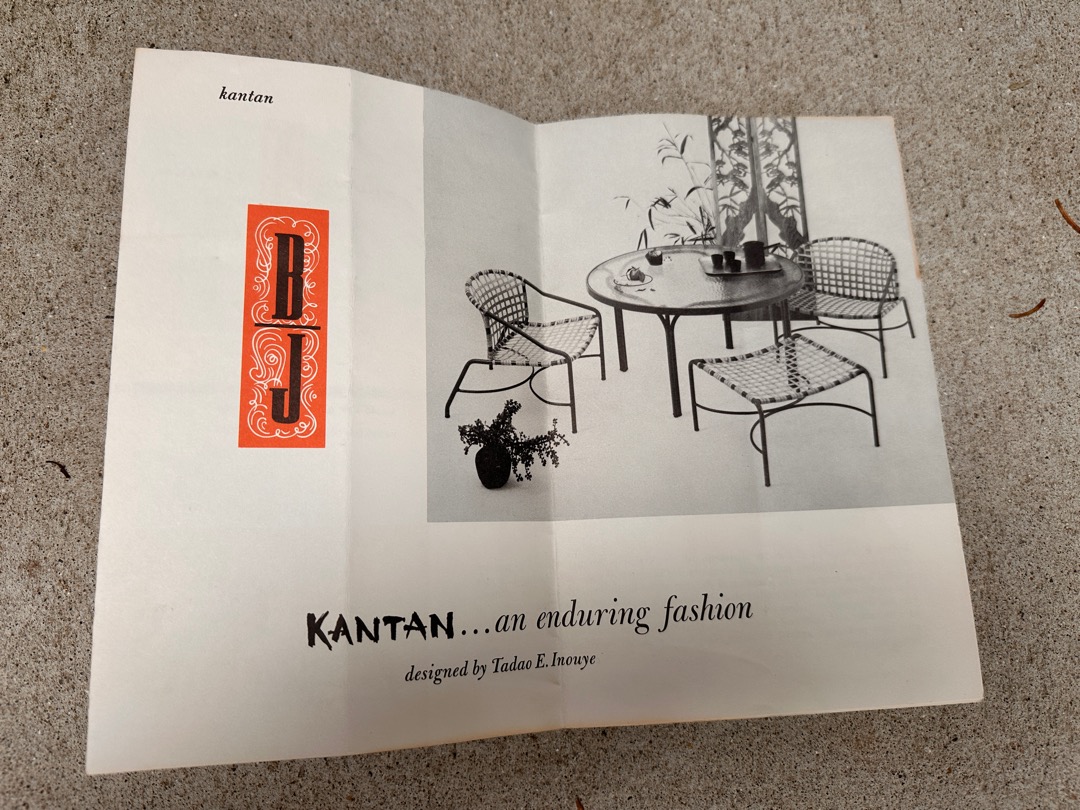 kantan
B
J
KANTAN...an enduring fashion
designed by Tadao E. Inouye